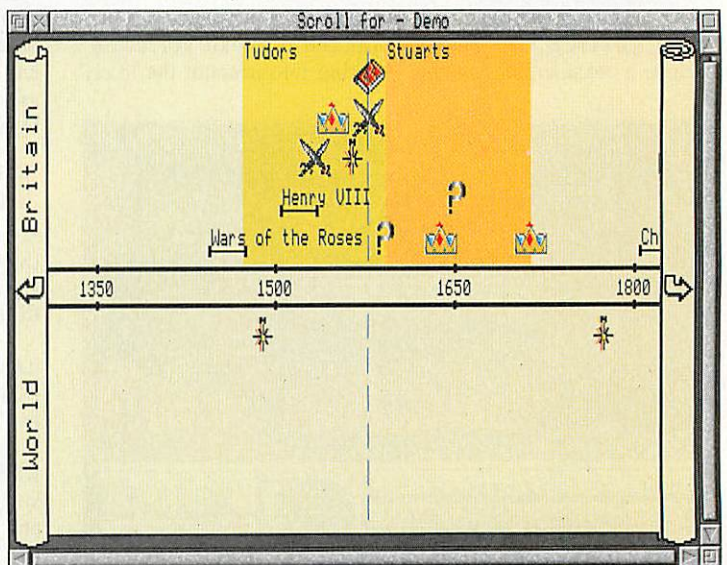 Scroll for - Demo
Tudors
Stuarts
Britain
Henry VIII
Wars of the Roses
?
?
Ch
1350
1500
1650
1800
World